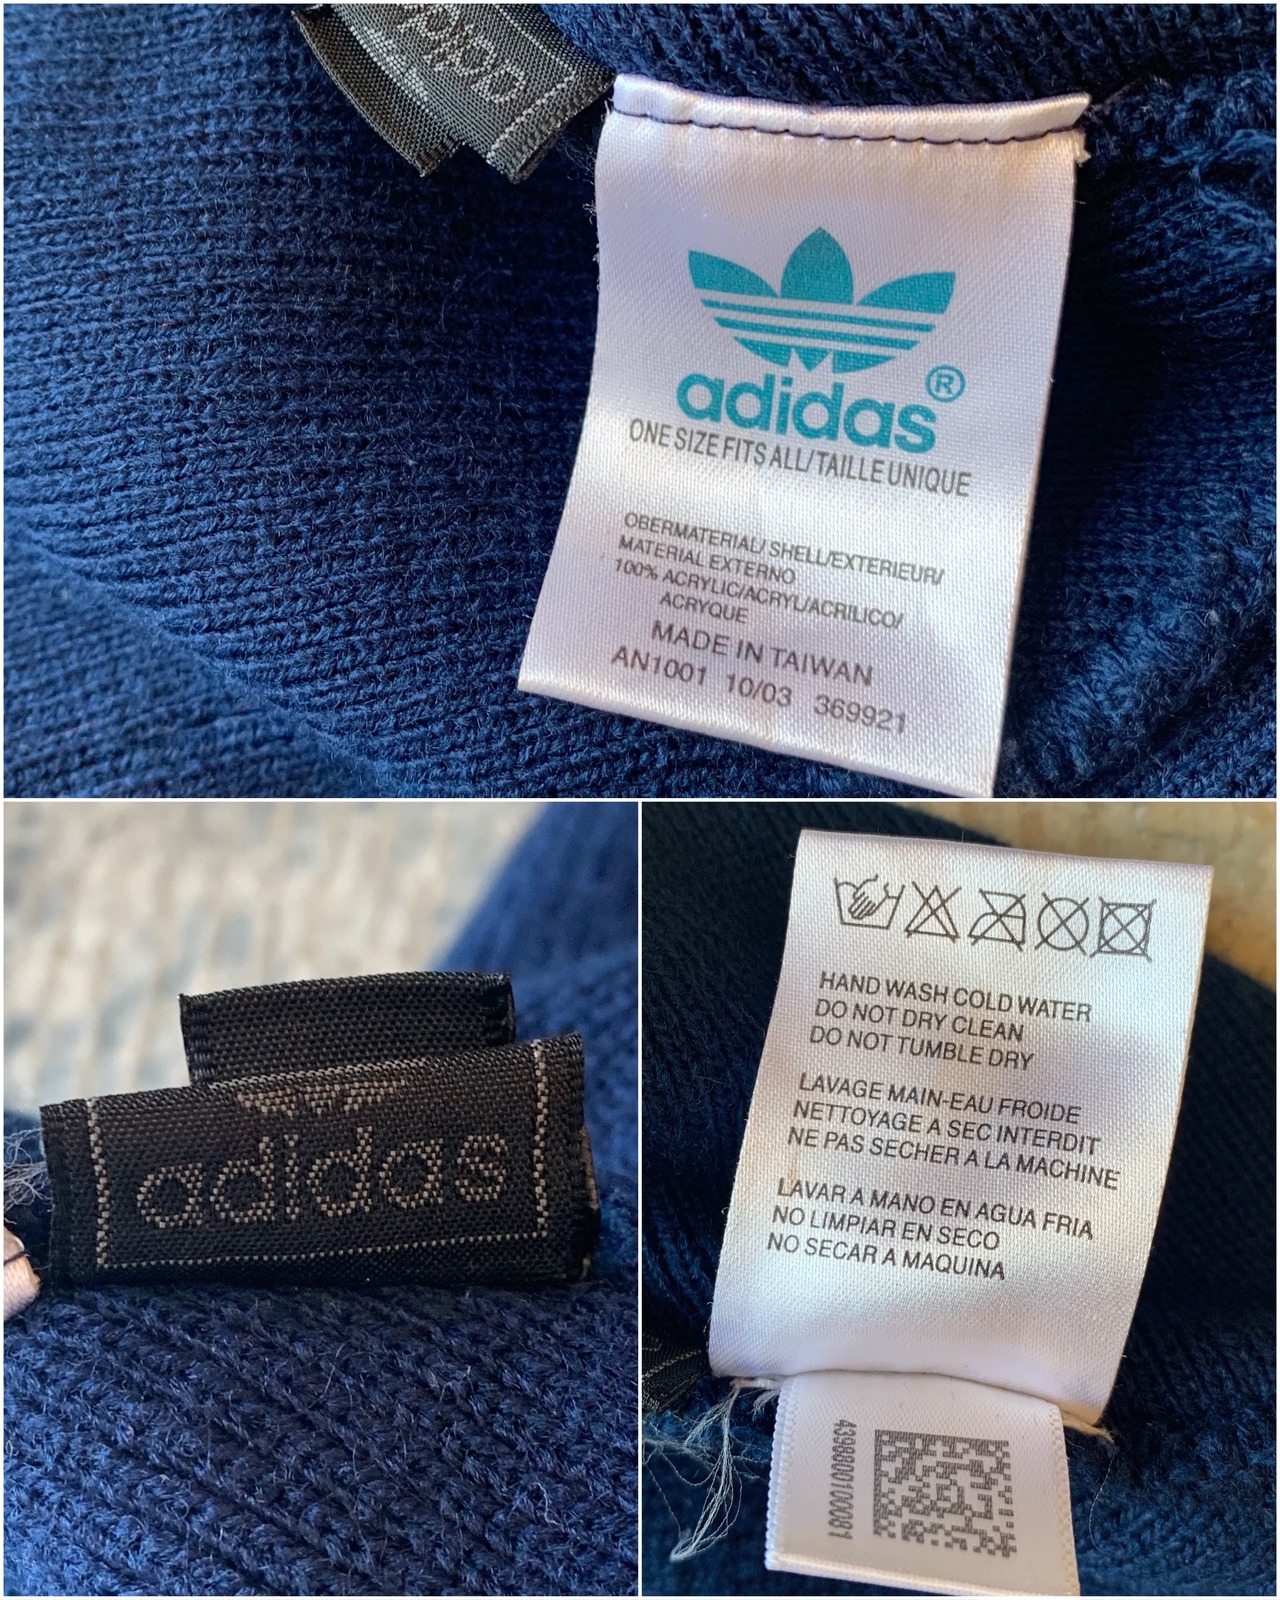 adidas
adidas®
ONE SIZE FITS ALL/TAILLE UNIQUE
OBERMATERIAL/ SHELL/EXTERIEUR/
MATERIAL EXTERNO
100% ACRYLIC/ACRYL/ACRILICO/
ACRYQUE
MADE IN TAIWAN
AN1001 10/03 369921
adidas
HAND WASH COLD WATER
DO NOT DRY CLEAN
DO NOT TUMBLE DRY
LAVAGE MAIN-EAU FROIDE
NETTOYAGE A SEC INTERDIT
NE PAS SECHER A LA MACHINE
LAVAR A MANO EN AGUA FRIA
NO LIMPIAR EN SECO
NO SECAR A MAQUINA